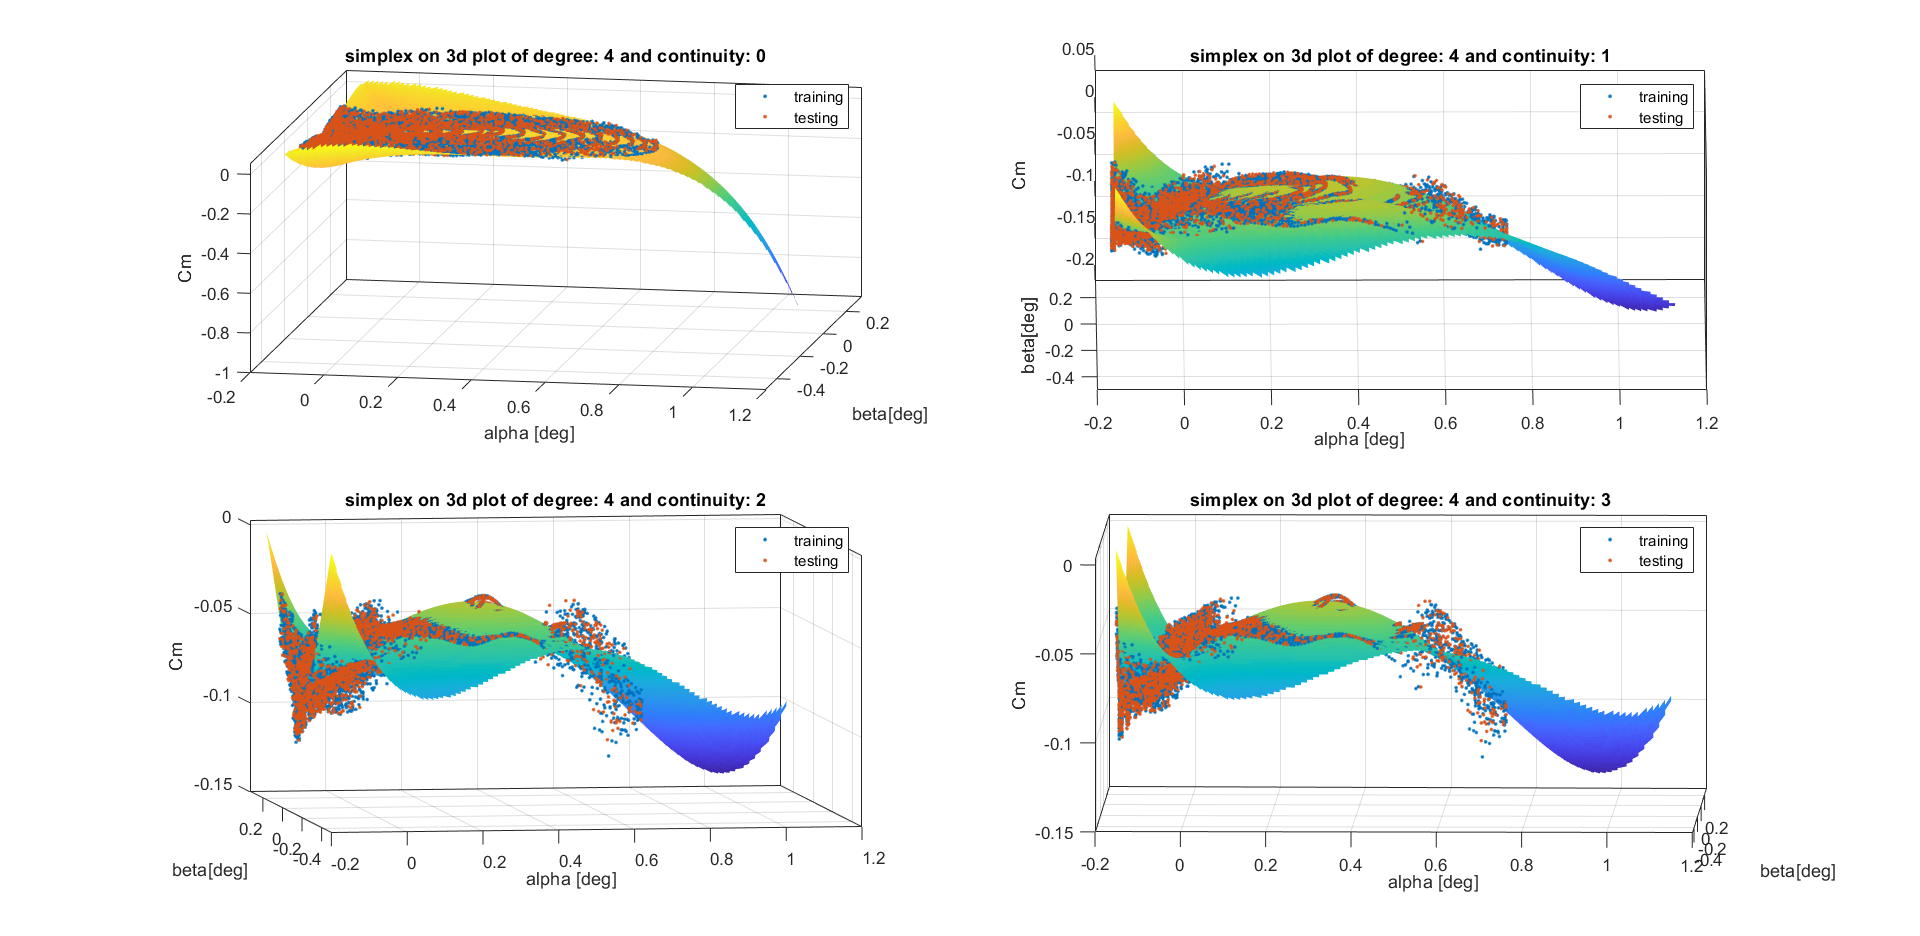 simplex on 3d plot of degree: 4 and continuity: 0
training
testing
0
-0.2
-0.4
-0.6
-0.8
-1
Cm
-0.2
0
0.2
0.4
0.6
0.8
1
1.2
alpha [deg]
0.2
0
-0.2
-0.4
beta[deg]
simplex on 3d plot of degree: 4 and continuity: 1
training
testing
0.05
0
-0.05
-0.1
-0.15
-0.2
Cm
0.2
0
-0.2
-0.4
beta[deg]
-0.2
0
0.2
0.4
0.6
0.8
1
1.2
alpha [deg]
simplex on 3d plot of degree: 4 and continuity: 2
training
testing
0
-0.05
-0.1
-0.15
Cm
0.2
0
-0.2
-0.4
beta[deg]
-0.2
0
0.2
0.4
0.6
0.8
1
1.2
alpha [deg]
simplex on 3d plot of degree: 4 and continuity: 3
training
testing
0
-0.05
-0.1
-0.15
Cm
-0.2
0
0.2
0.4
0.6
0.8
1
1.2
alpha [deg]
0.2
0
-0.2
-0.4
beta[deg]